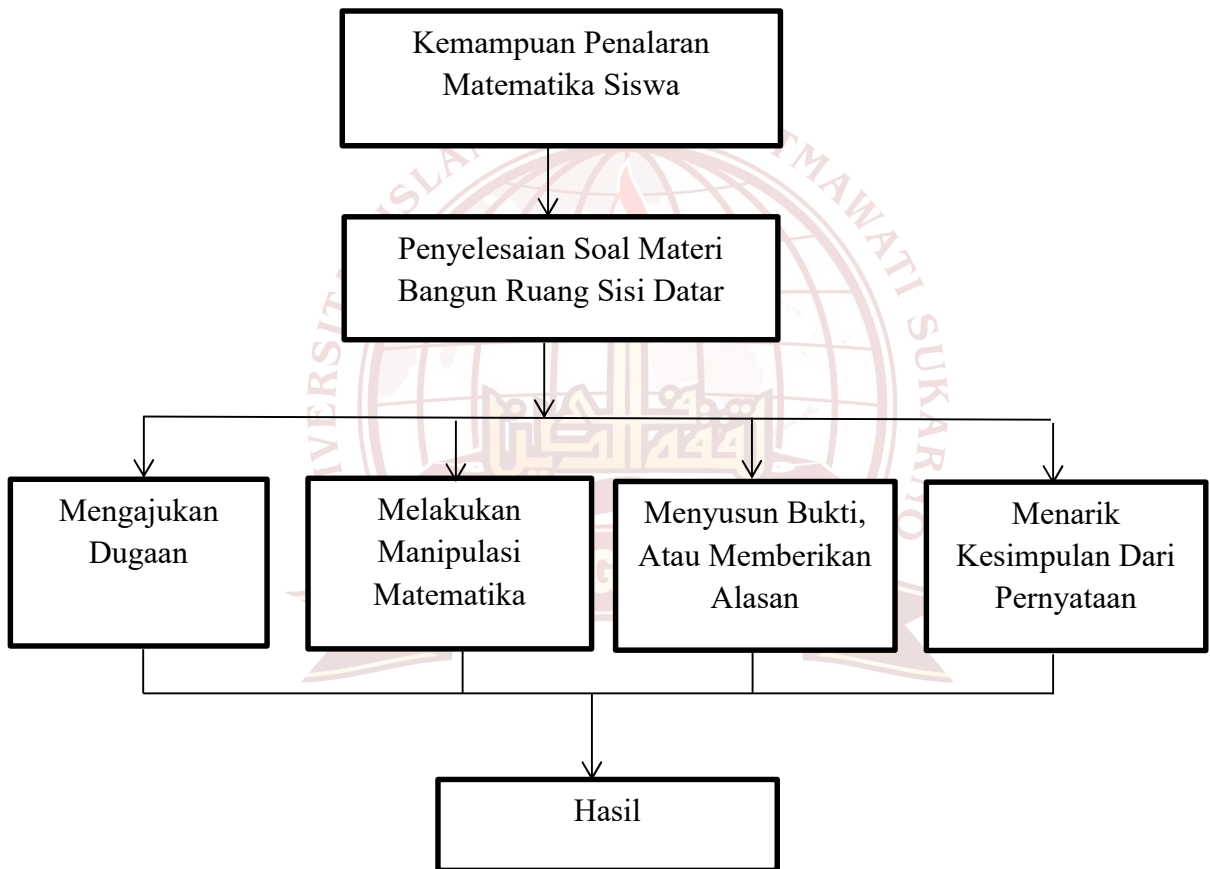 Kemampuan Penalaran
Matematika Siswa
Penyelesaian Soal Materi
Bangun Ruang Sisi Datar
Mengajukan
Dugaan
Melakukan
Manipulasi
Matematika
Menyusun Bukti,
Atau Memberikan
Alasan
Menarik
Kesimpulan Dari
Pernyataan
Hasil